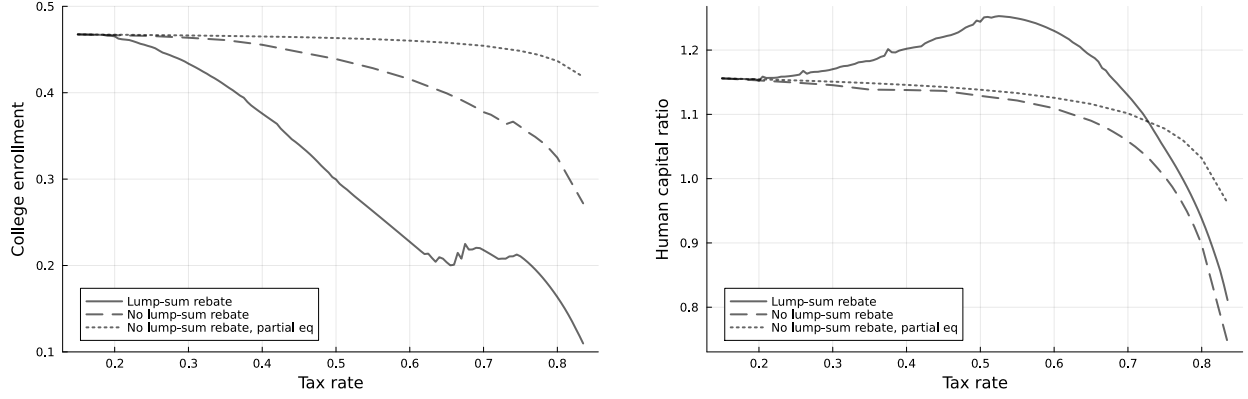 College enrollment
0.5
0.4
0.3
0.2
0.1
Lump-sum rebate
No lump-sum rebate
No lump-sum rebate, partial eq
0.2 0.3 0.4 0.5 0.6 0.7 0.8
Tax rate
Human capital ratio
1.2
1.1
1.0
0.9
0.8
Lump-sum rebate
No lump-sum rebate
No lump-sum rebate, partial eq
0.2 0.3 0.4 0.5 0.6 0.7 0.8
Tax rate